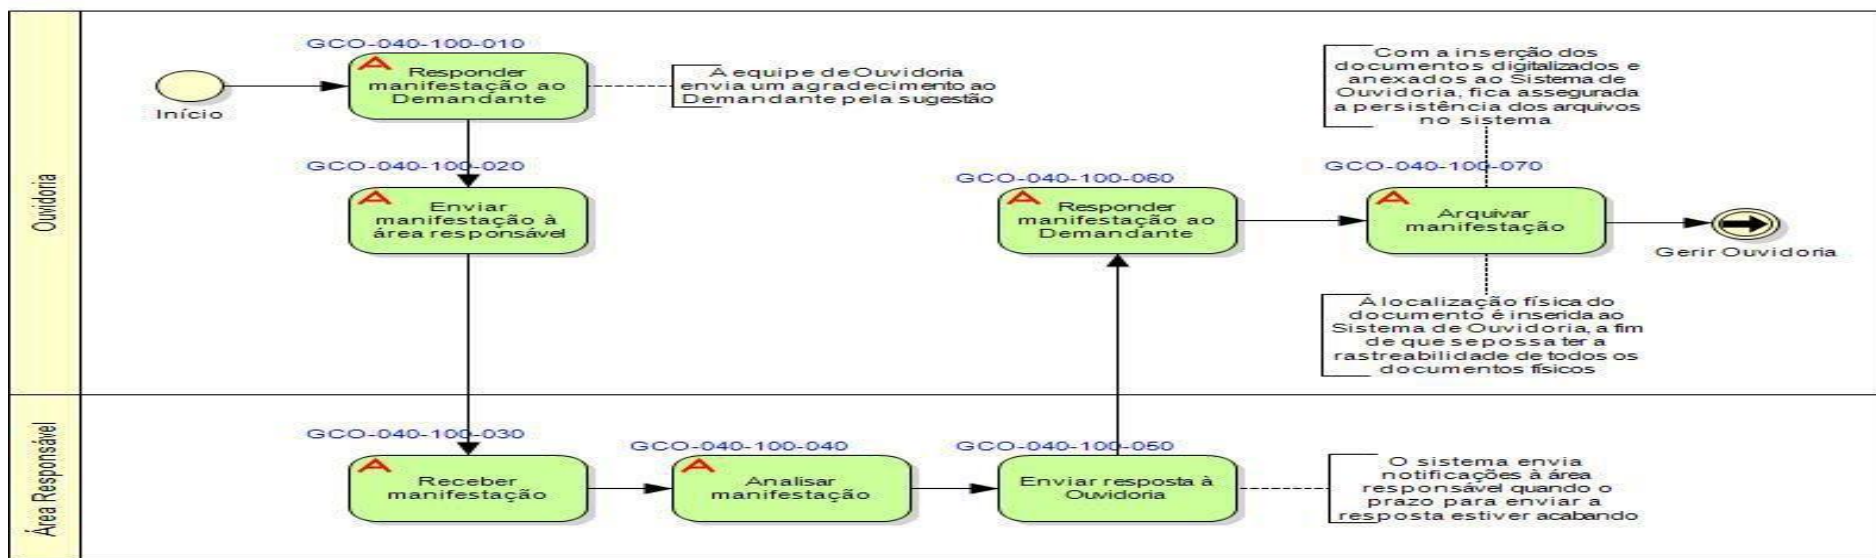 Ouvidoria
Início
GCO-040-100-010
Responder
manifestação ao
Demandante
A equipe de Ouvidoria
envia um agradecimento ao
Demandante pela sugestão
GCO-040-100-020
Enviar
manifestação à
área responsável
GCO-040-100-060
Responder
manifestação ao
Demandante
Com a inserção dos
documentos digitalizados e
anexados ao Sistema de
Ouvidoria, fica assegurada
a persistência dos arquivos
no sistema
GCO-040-100-070
Arquivar
manifestação
Gerir Ouvidoria
A localização física do
documento é inserida ao
Sistema de Ouvidoria, a fim
de que se possa ter a
rastreabilidade de todos os
documentos físicos
Área Responsável
GCO-040-100-030
Receber
manifestação
GCO-040-100-040
Analisar
manifestação
GCO-040-100-050
Enviar resposta à
Ouvidoria
O sistema envia
notificações à área
responsável quando o
prazo para enviar a
resposta estiver acabando